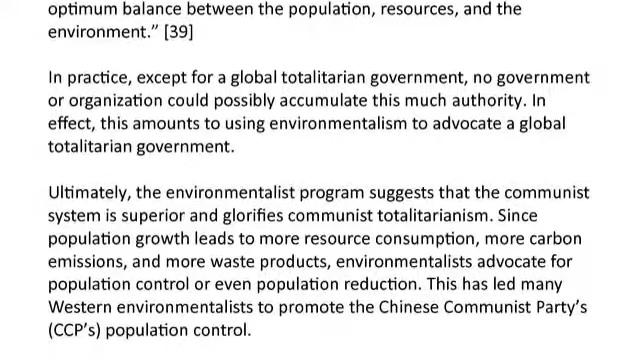 optimum balance between the population, resources, and the
environment.” [39]
In practice, except for a global totalitarian government, no government
or organization could possibly accumulate this much authority. In
effect, this amounts to using environmentalism to advocate a global
totalitarian government.
Ultimately, the environmentalist program suggests that the communist
system is superior and glorifies communist totalitarianism. Since
population growth leads to more resource consumption, more carbon
emissions, and more waste products, environmentalists advocate for
population control or even population reduction. This has led many
Western environmentalists to promote the Chinese Communist Party’s
(CCP’s) population control.